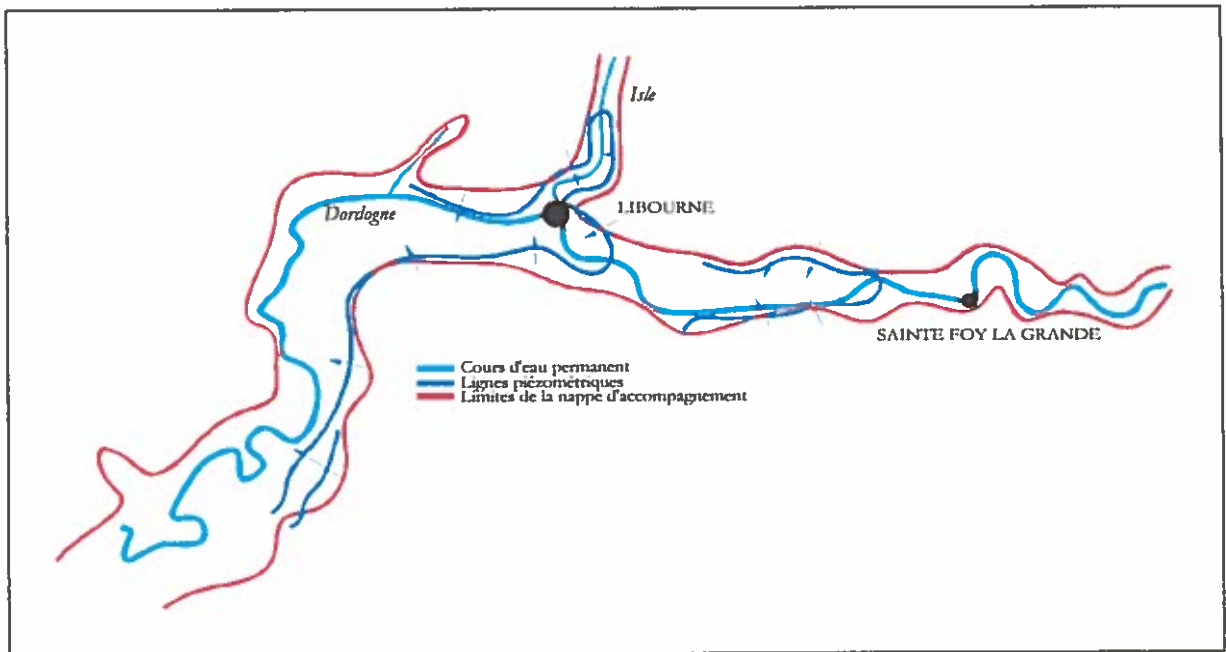 Isle
LIBOURNE
Dordogne
SAINTE FOY LA GRANDE
Cours d'eau permanent
Lignes piézométriques
Limites de la nappe d'accompagnement